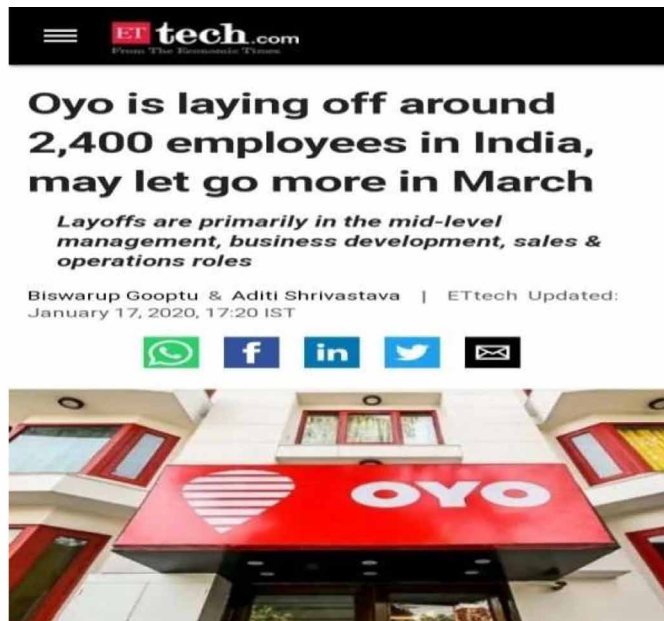 ET tech.com
From The Economic Times
Oyo is laying off around
2,400 employees in India,
may let go more in March
Layoffs are primarily in the mid-level
management, business development, sales &
operations roles
Biswarup Gooptu & Aditi Shrivastava | ETtech Updated:
January 17, 2020, 17:20 IST
f
in
OYO